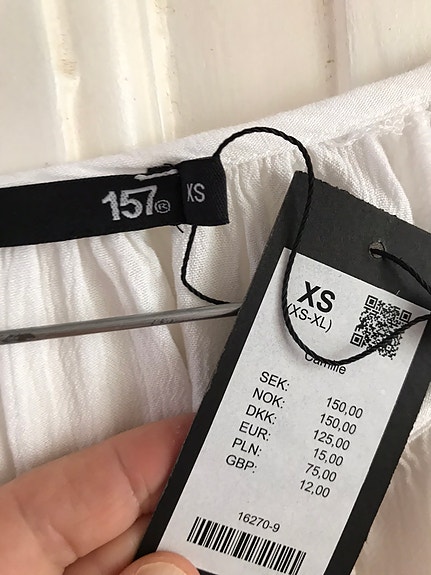 157® XS
XS
(XS-XL)
Camille
SEK: 150,00
NOK: 150,00
DKK: 125,00
EUR: 15,00
PLN: 75,00
GBP: 12,00
16270-9